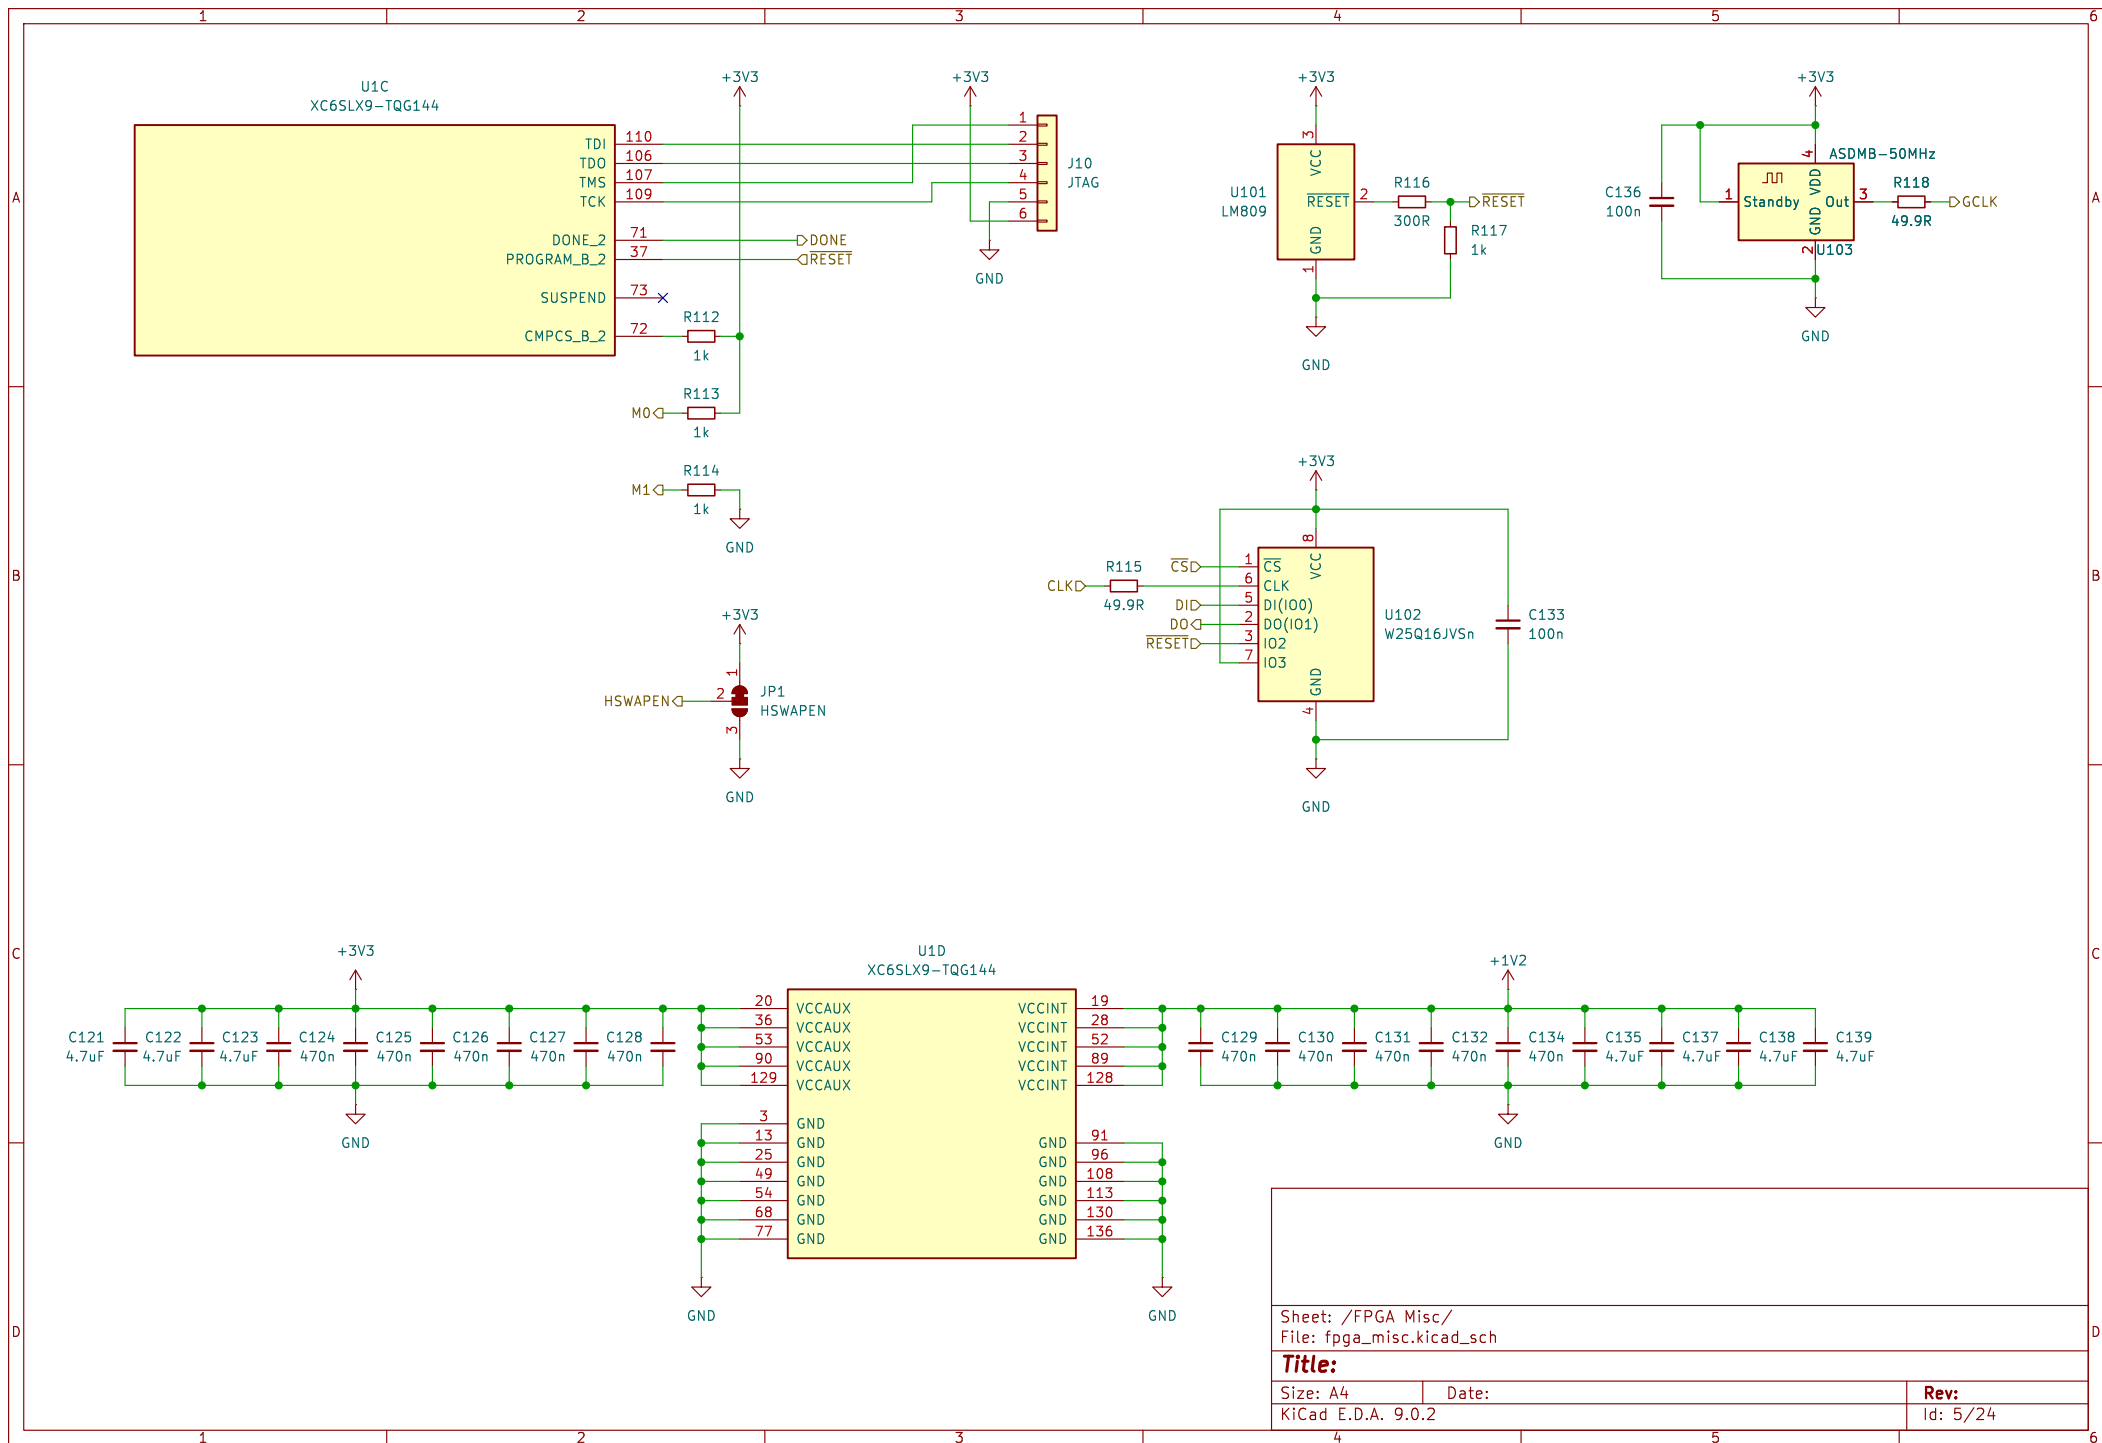 1 2 3 4 5 6
A
B
C
D
A
B
C
D
1 2 3 4 5 6
U1C
XC6SLX9-TQG144
TDI 110
TDO 106
TMS 107
TCK 109
DONE_2 71
PROGRAM_B_2 37
SUSPEND 73
CMPCS_B_2 72
DONE
RESET
+3V3
R112
1k
M0
R113
1k
M1
R114
1k
GND
+3V3
1
2
3
4
5
6
J10
JTAG
GND
+3V3
3
VCC
U101
LM809
RESET 2
GND
1
R116
300R
RESET
R117
1k
GND
+3V3
C136
100n
4
ASDMB-50MHz
VDD
1 Standby
Out 3
GND
2
U103
R118
49.9R
GCLK
GND
+3V3
1
2
3
HSWAPEN
JP1
HSWAPEN
GND
+3V3
8
VCC
CS 1 CS
CLK R115 6 CLK
49.9R
DI 5 DI(IO0)
DO 2 DO(IO1)
RESET 3 IO2
7 IO3
GND
4
U102
W25Q16JVSn
C133
100n
GND
+3V3
C121 C122 C123 C124 C125 C126 C127 C128
4.7uF 4.7uF 4.7uF 470n 470n 470n 470n 470n
GND
U1D
XC6SLX9-TQG144
20 VCCAUX VCCINT 19
36 VCCAUX VCCINT 28
53 VCCAUX VCCINT 52
90 VCCAUX VCCINT 89
129 VCCAUX VCCINT 128
3 GND
13 GND GND 91
25 GND GND 96
49 GND GND 108
54 GND GND 113
68 GND GND 130
77 GND GND 136
GND
GND
+1V2
C129 C130 C131 C132 C134 C135 C137 C138 C139
470n 470n 470n 470n 470n 4.7uF 4.7uF 4.7uF 4.7uF
GND
Sheet: /FPGA Misc/
File: fpga_misc.kicad_sch
Title:
Size: A4 Date: Rev:
KiCad E.D.A. 9.0.2 Id: 5/24